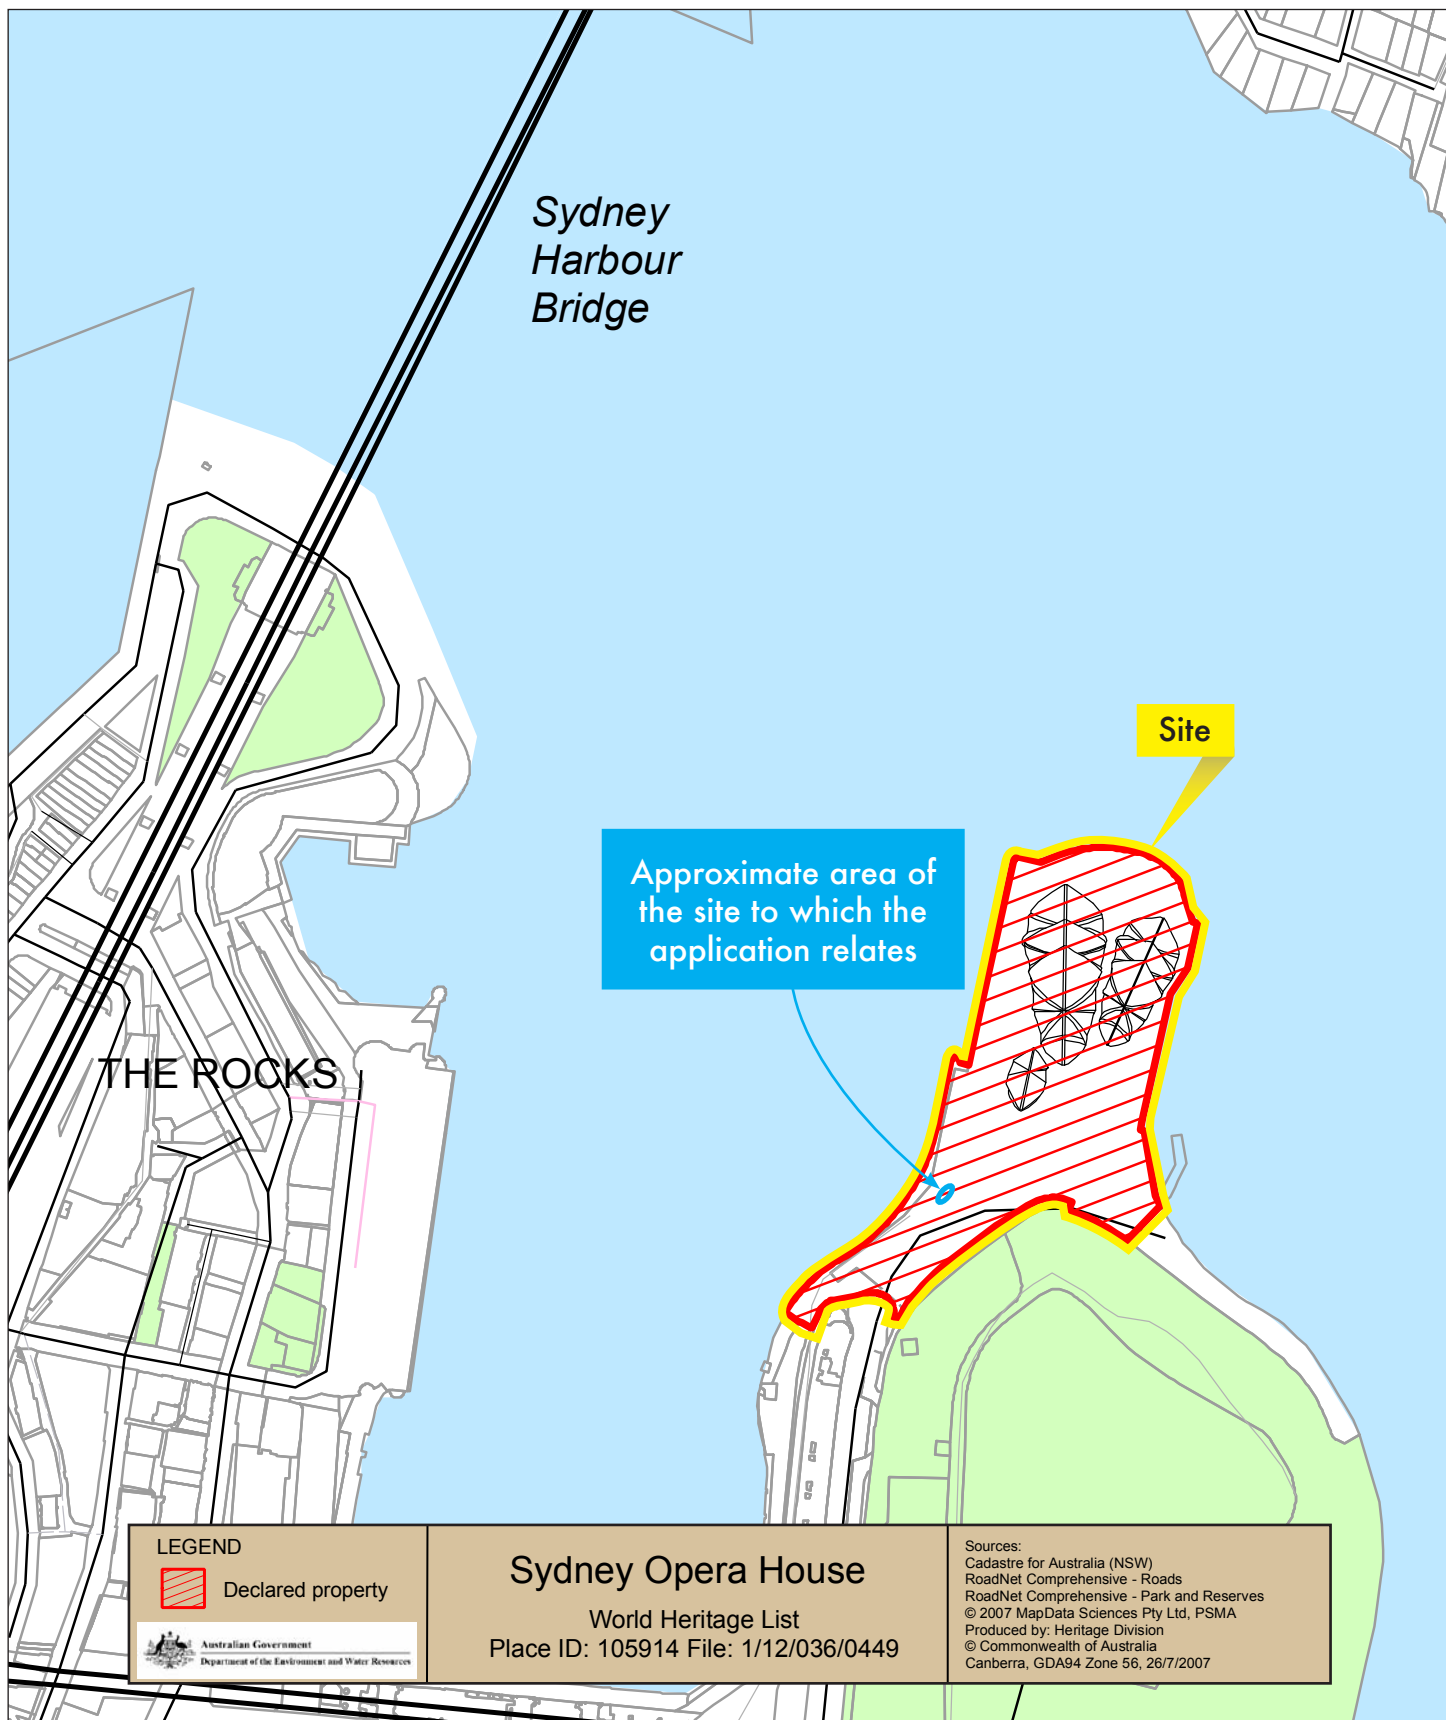 Sydney
Harbour
Bridge
Site
Approximate area of
the site to which the
application relates
THE ROCKS
LEGEND
Declared property
Australian Government
Department of the Environment and Water Resources
Sydney Opera House
World Heritage List
Place ID: 105914 File: 1/12/036/0449
Sources:
Cadastre for Australia (NSW)
RoadNet Comprehensive - Roads
RoadNet Comprehensive - Park and Reserves
© 2007 MapData Sciences Pty Ltd, PSMA
Produced by: Heritage Division
© Commonwealth of Australia
Canberra, GDA94 Zone 56, 26/7/2007